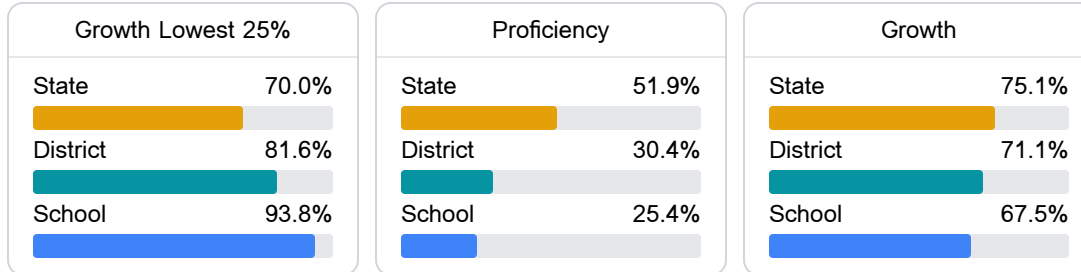 Growth Lowest 25%
State 70.0%
District 81.6%
School 93.8%
Proficiency
State 51.9%
District 30.4%
School 25.4%
Growth
State 75.1%
District 71.1%
School 67.5%